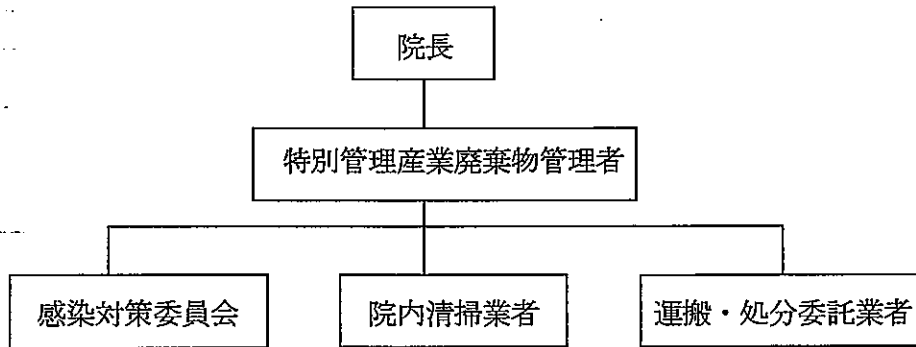 院長
特別管理産業廃棄物管理者
感染対策委員会
院内清掃業者
運搬・処分委託業者